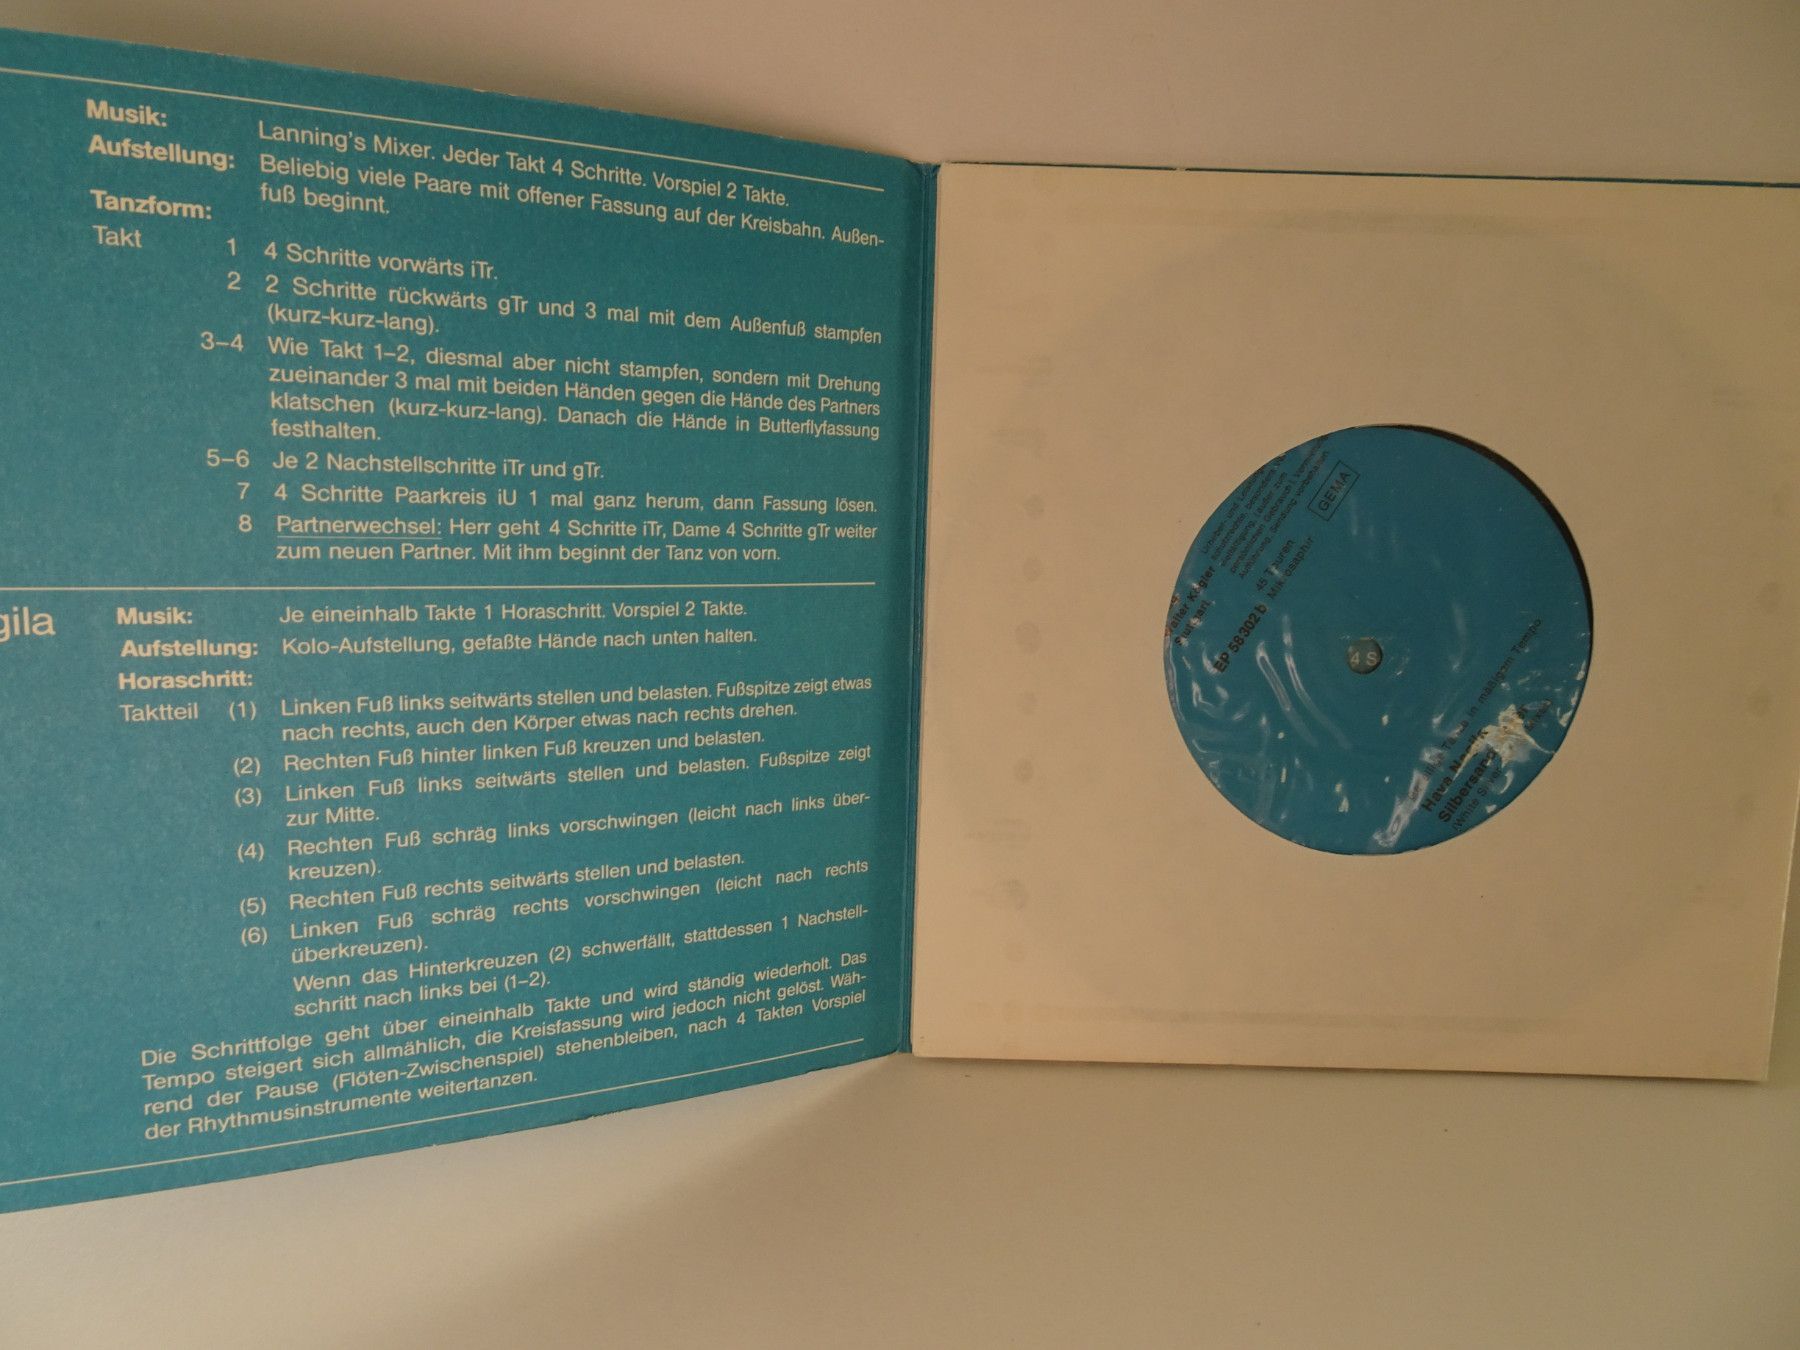 Musik:
Lanning's Mixer. Jeder Takt 4 Schritte. Vorspiel 2 Takte.
Aufstellung:
Beliebig viele Paare mit offener Fassung auf der Kreisbahn. Außen-
fuß beginnt.
Tanzform:
Takt 1 4 Schritte vorwärts iTr.
2 2 Schritte rückwärts gTr und 3 mal mit dem Außenfuß stampfen
(kurz-kurz-lang).
3–4 Wie Takt 1–2, diesmal aber nicht stampfen, sondern mit Drehung
zueinander 3 mal mit beiden Händen gegen die Hände des Partners
klatschen (kurz-kurz-lang). Danach die Hände in Butterflyfassung
festhalten.
5–6 Je 2 Nachstellschritte iTr und gTr.
7 4 Schritte Paarkreis iU 1 mal ganz herum, dann Fassung lösen.
8 Partnerwechsel: Herr geht 4 Schritte iTr, Dame 4 Schritte gTr weiter
zum neuen Partner. Mit ihm beginnt der Tanz von vorn.
gila
Musik: Je eineinhalb Takte 1 Horaschritt. Vorspiel 2 Takte.
Aufstellung: Kolo-Aufstellung, gefaßte Hände nach unten halten.
Horaschritt:
Taktteil (1) Linken Fuß links seitwärts stellen und belasten. Fußspitze zeigt etwas
nach rechts, auch den Körper etwas nach rechts drehen.
(2) Rechten Fuß hinter linken Fuß kreuzen und belasten.
(3) Linken Fuß links seitwärts stellen und belasten. Fußspitze zeigt
zur Mitte.
(4) Rechten Fuß schräg links vorschwingen (leicht nach links über-
kreuzen).
(5) Rechten Fuß rechts seitwärts stellen und belasten.
(6) Linken Fuß schräg rechts vorschwingen (leicht nach rechts
überkreuzen).
Wenn das Hinterkreuzen (2) schwerfällt, stattdessen 1 Nachstell-
schritt nach links bei (1–2).
Die Schrittfolge geht über eineinhalb Takte und wird ständig wiederholt. Das
Tempo steigert sich allmählich, die Kreisfassung wird jedoch nicht gelöst. Wäh-
rend der Pause (Flöten-Zwischenspiel) stehenbleiben, nach 4 Takten Vorspiel
der Rhythmusinstrumente weitertanzen.
GEMA
EP 58302 b
45 Touren
Mikrosaphir
4 S
in mäßigem Tempo
Hava